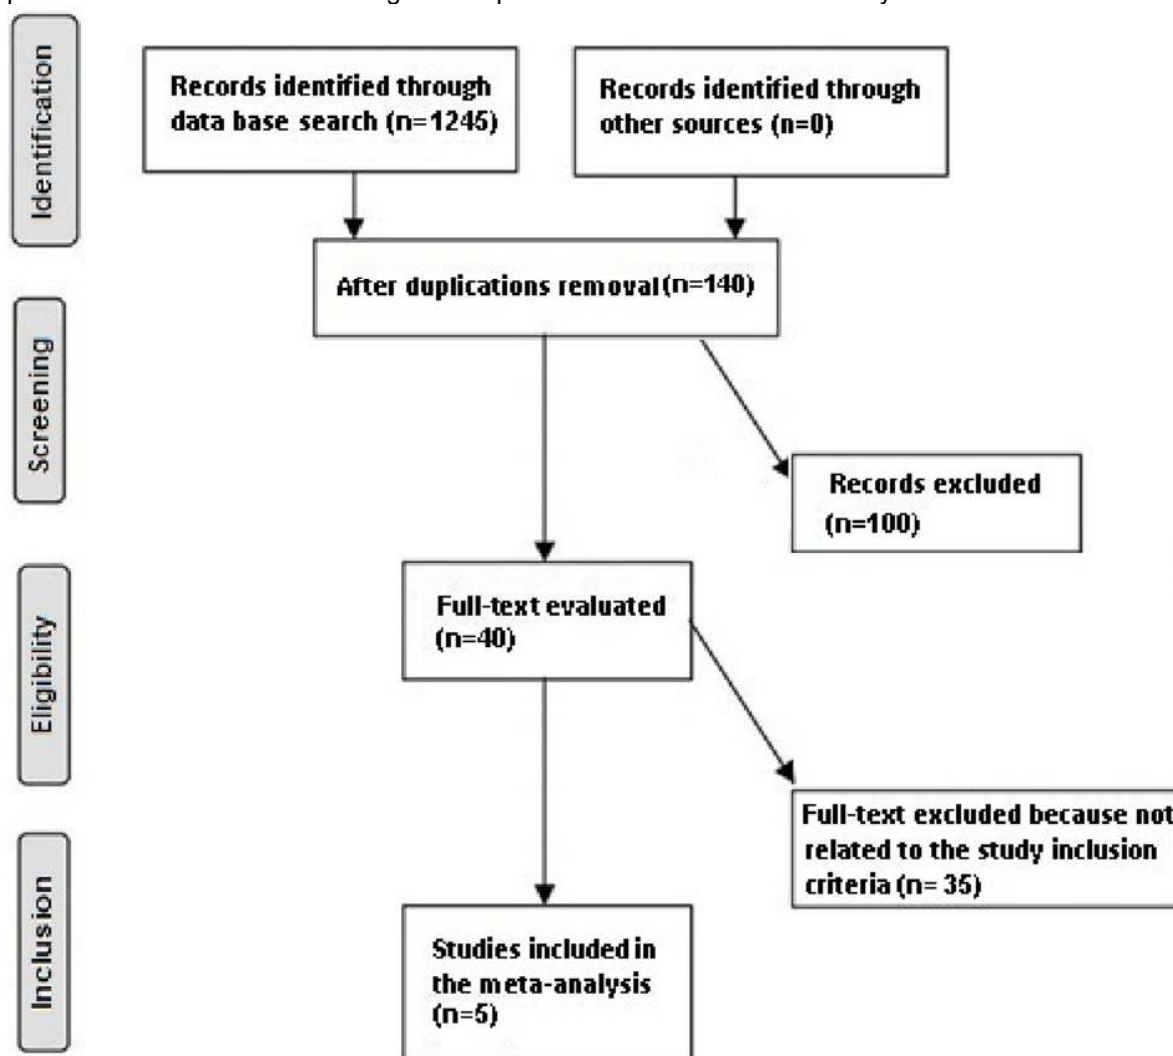 Identification
Records identified through
data base search (n=1245)
Records identified through
other sources (n=0)
After duplications removal(n=140)
Screening
Records excluded
(n=100)
Full-text evaluated
(n=40)
Eligibility
Full-text excluded because not
related to the study inclusion
criteria (n= 35)
Inclusion
Studies included in
the meta-analysis
(n=5)